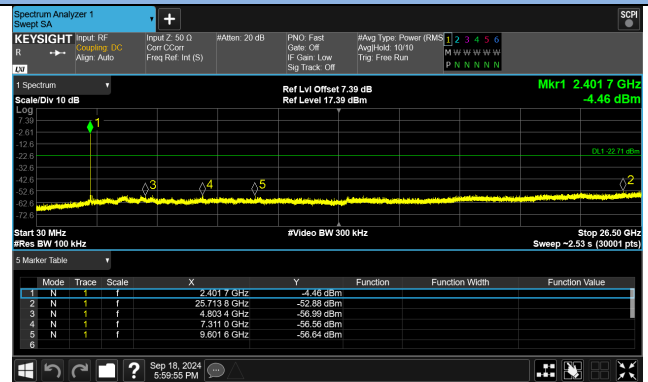 Spectrum Analyzer 1
Swept SA
SCPI
KEYSIGHT Input: RF Input Z: 50 Ω #Atten: 20 dB PNO: Fast #Avg Type: Power (RMS 1 2 3 4 5 6
R Coupling: DC Corr CCorr Gate: Off Avg|Hold: 10/10 M W W W W W
Align: Auto Freq Ref: Int (S) IF Gain: Low Trig: Free Run
Sig Track: Off P N N N N N
LXI
1 Spectrum
Ref Lvl Offset 7.39 dB
Mkr1 2.401 7 GHz
Scale/Div 10 dB
Ref Level 17.39 dBm
-4.46 dBm
Log
7.39
1
-2.61
-12.6
DL1 -22.71 dBm
-22.6
-32.6
-42.6
3 4 5 2
-52.6
-62.6
-72.6
Start 30 MHz #Video BW 300 kHz Stop 26.50 GHz
#Res BW 100 kHz Sweep ~2.53 s (30001 pts)
5 Marker Table
Mode Trace Scale X Y Function Function Width Function Value
1 N 1 f 2.401 7 GHz -4.46 dBm
2 N 1 f 25.713 8 GHz -52.88 dBm
3 N 1 f 4.803 4 GHz -56.99 dBm
4 N 1 f 7.311 0 GHz -56.56 dBm
5 N 1 f 9.601 6 GHz -56.64 dBm
6
Sep 18, 2024
5:59:55 PM